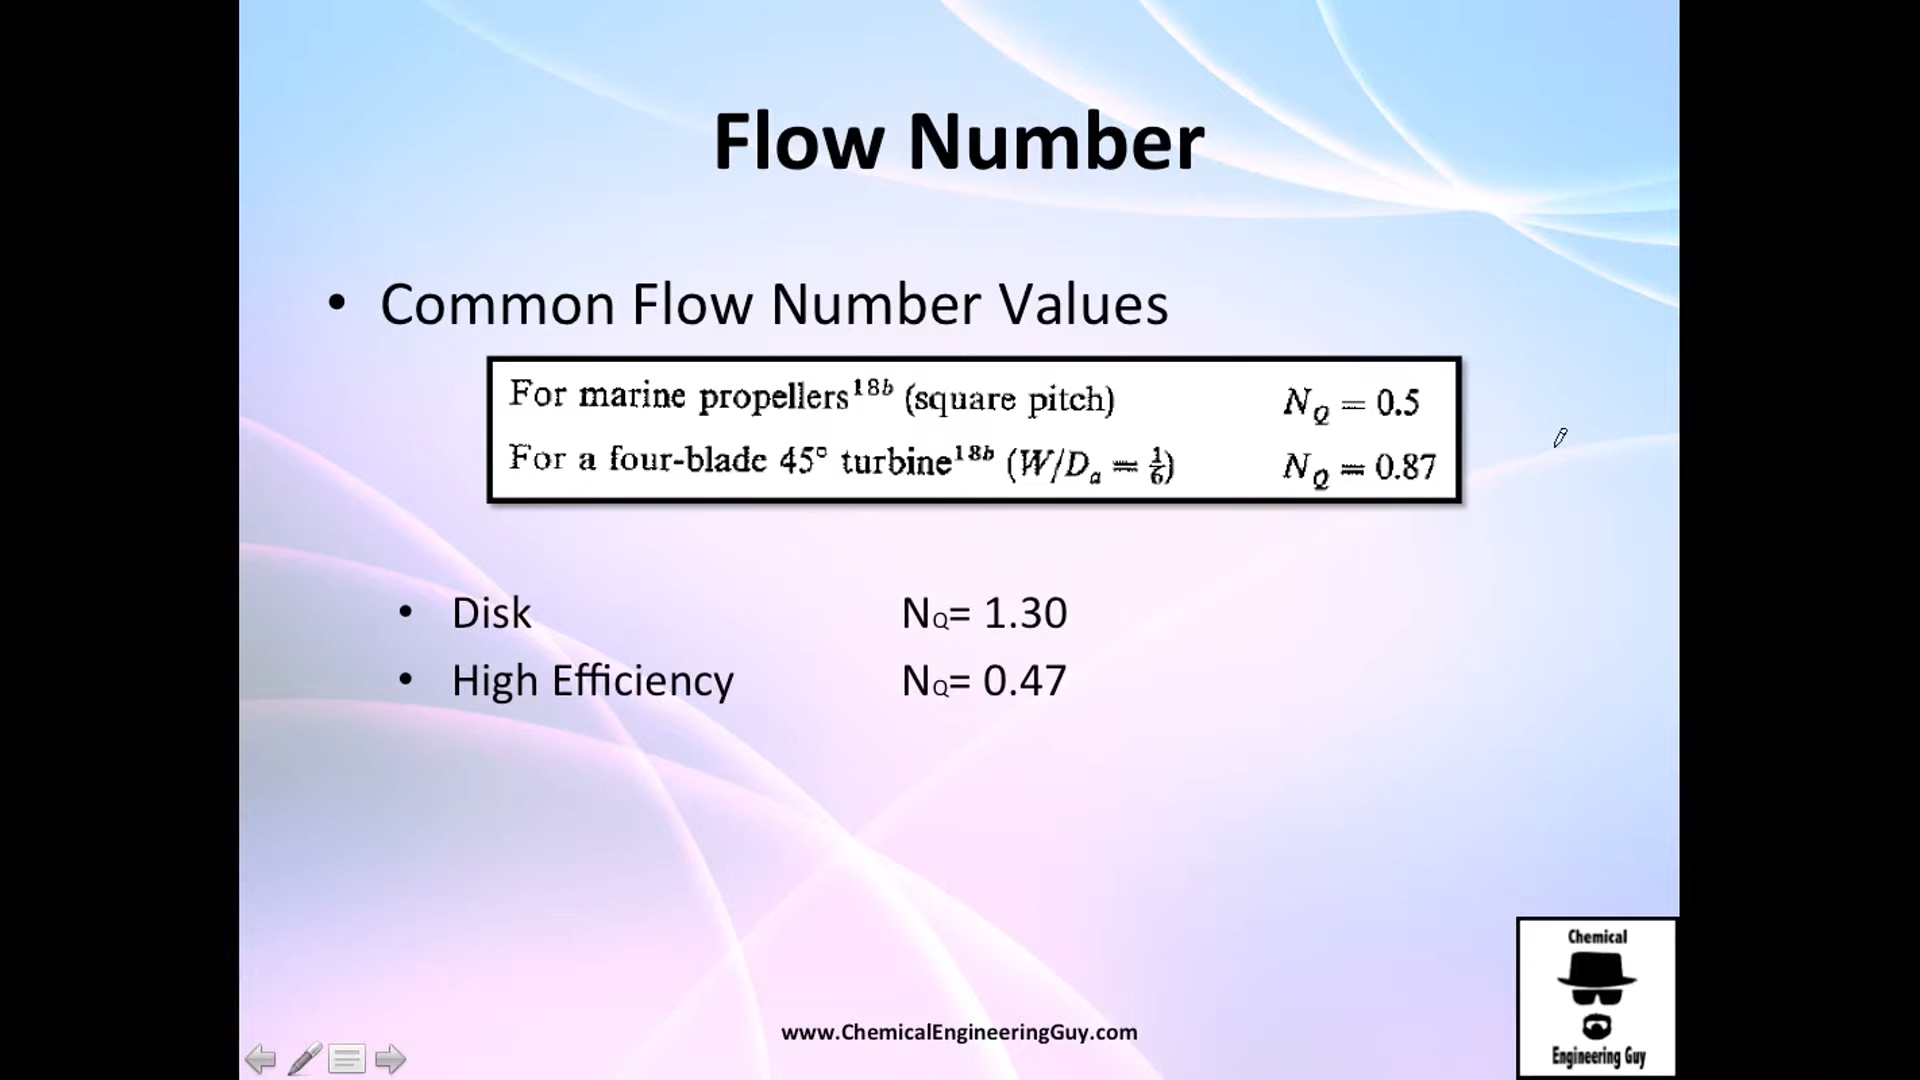 Flow Number
• Common Flow Number Values
For marine propellers¹⁸ᵇ (square pitch) N_Q = 0.5
For a four-blade 45° turbine¹⁸ᵇ (W/D_a = 1/6) N_Q = 0.87
• Disk N_Q= 1.30
• High Efficiency N_Q= 0.47
www.ChemicalEngineeringGuy.com
Chemical
Engineering Guy